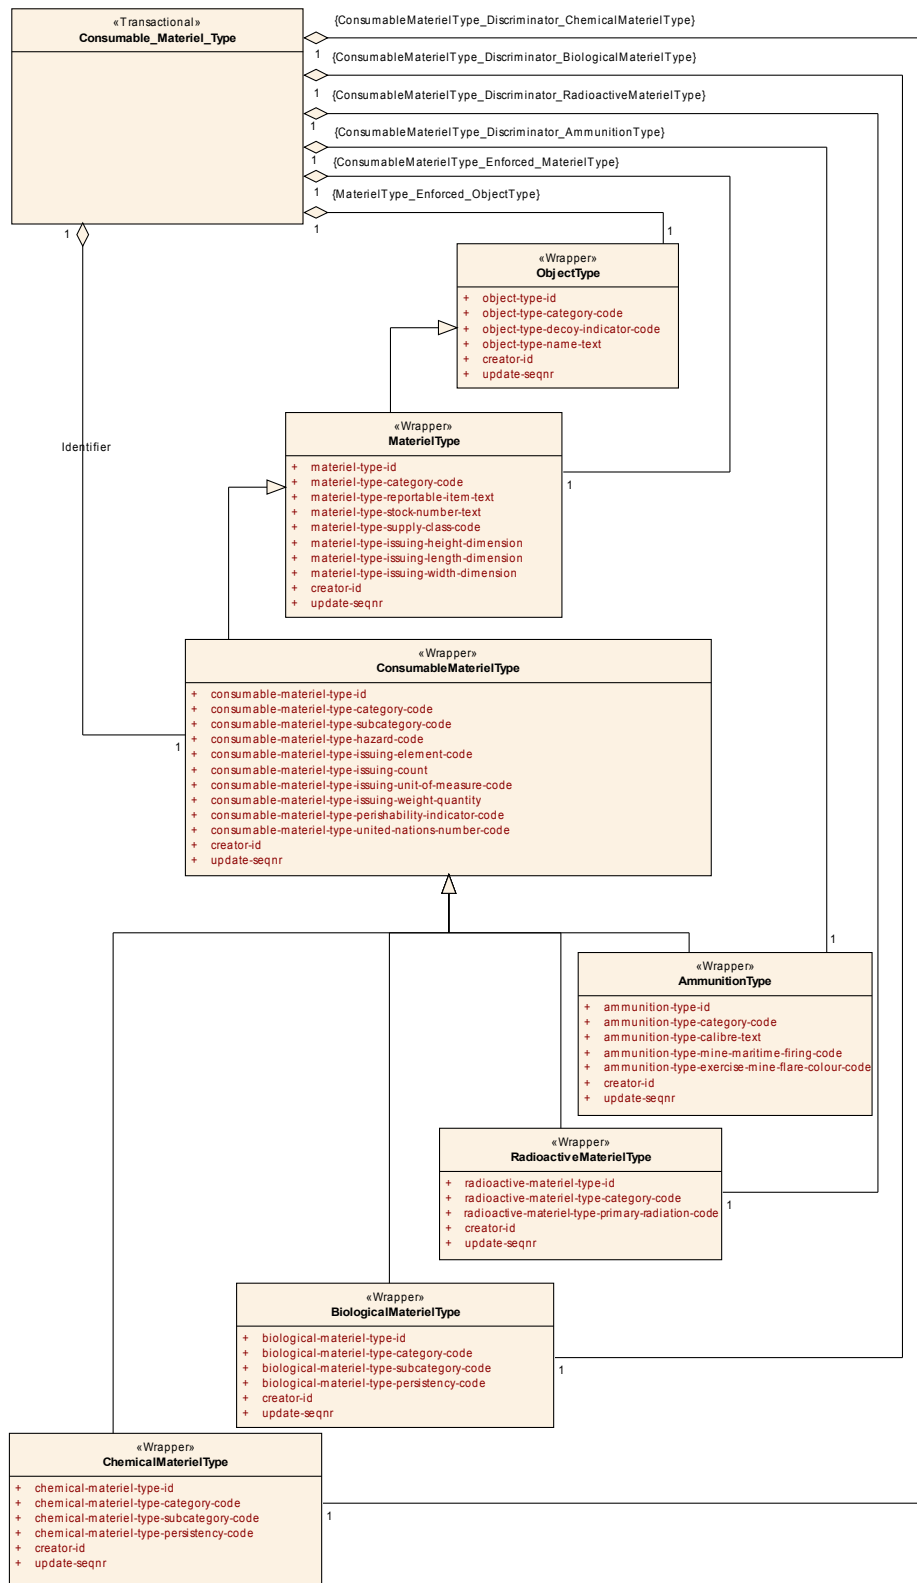 «Transactional»
Consumable_Materiel_Type
{ConsumableMaterielType_Discriminator_ChemicalMaterielType}
1
{ConsumableMaterielType_Discriminator_BiologicalMaterielType}
1
{ConsumableMaterielType_Discriminator_RadioactiveMaterielType}
1
{ConsumableMaterielType_Discriminator_AmmunitionType}
1
{ConsumableMaterielType_Enforced_MaterielType}
1
{MaterielType_Enforced_ObjectType}
1
1
1
«Wrapper»
ObjectType
+ object-type-id
+ object-type-category-code
+ object-type-decoy-indicator-code
+ object-type-name-text
+ creator-id
+ update-seqnr
Identifier
«Wrapper»
MaterielType
+ materiel-type-id
+ materiel-type-category-code
+ materiel-type-reportable-item-text
+ materiel-type-stock-number-text
+ materiel-type-supply-class-code
+ materiel-type-issuing-height-dimension
+ materiel-type-issuing-length-dimension
+ materiel-type-issuing-width-dimension
+ creator-id
+ update-seqnr
1
«Wrapper»
ConsumableMaterielType
+ consumable-materiel-type-id
+ consumable-materiel-type-category-code
+ consumable-materiel-type-subcategory-code
+ consumable-materiel-type-hazard-code
+ consumable-materiel-type-issuing-element-code
+ consumable-materiel-type-issuing-count
+ consumable-materiel-type-issuing-unit-of-measure-code
+ consumable-materiel-type-issuing-weight-quantity
+ consumable-materiel-type-perishability-indicator-code
+ consumable-materiel-type-united-nations-number-code
+ creator-id
+ update-seqnr
1
1
«Wrapper»
AmmunitionType
+ ammunition-type-id
+ ammunition-type-category-code
+ ammunition-type-calibre-text
+ ammunition-type-mine-maritime-firing-code
+ ammunition-type-exercise-mine-flare-colour-code
+ creator-id
+ update-seqnr
«Wrapper»
RadioactiveMaterielType
+ radioactive-materiel-type-id
+ radioactive-materiel-type-category-code
+ radioactive-materiel-type-primary-radiation-code
+ creator-id
+ update-seqnr
1
«Wrapper»
BiologicalMaterielType
+ biological-materiel-type-id
+ biological-materiel-type-category-code
+ biological-materiel-type-subcategory-code
+ biological-materiel-type-persistency-code
+ creator-id
+ update-seqnr
1
«Wrapper»
ChemicalMaterielType
+ chemical-materiel-type-id
+ chemical-materiel-type-category-code
+ chemical-materiel-type-subcategory-code
+ chemical-materiel-type-persistency-code
+ creator-id
+ update-seqnr
1